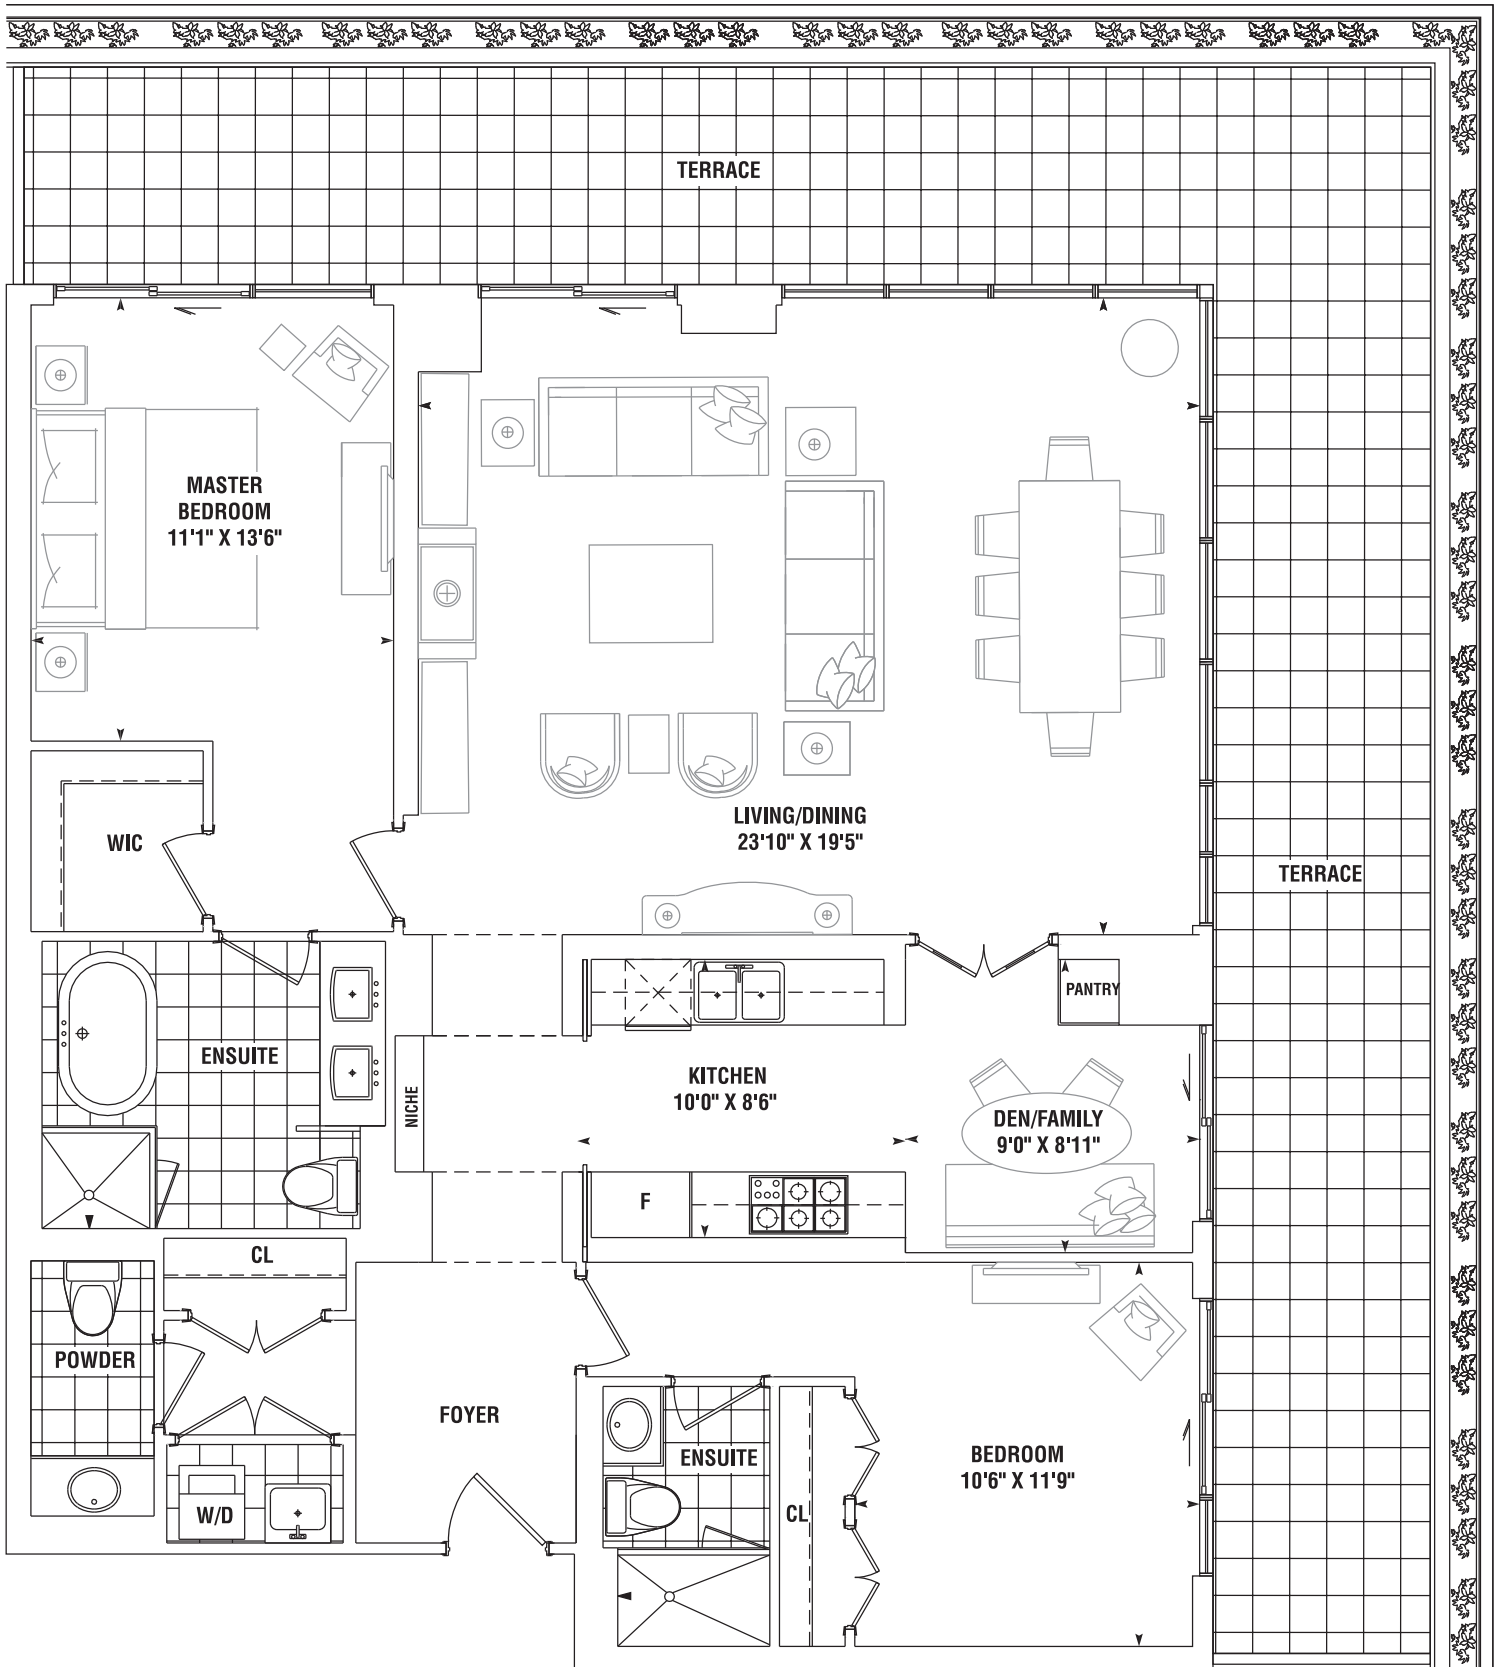 TERRACE
MASTER
BEDROOM
11'1" X 13'6"
LIVING/DINING
23'10" X 19'5"
WIC
TERRACE
PANTRY
ENSUITE
NICHE
KITCHEN
10'0" X 8'6"
DEN/FAMILY
9'0" X 8'11"
F
CL
POWDER
FOYER
ENSUITE
BEDROOM
10'6" X 11'9"
W/D
CL